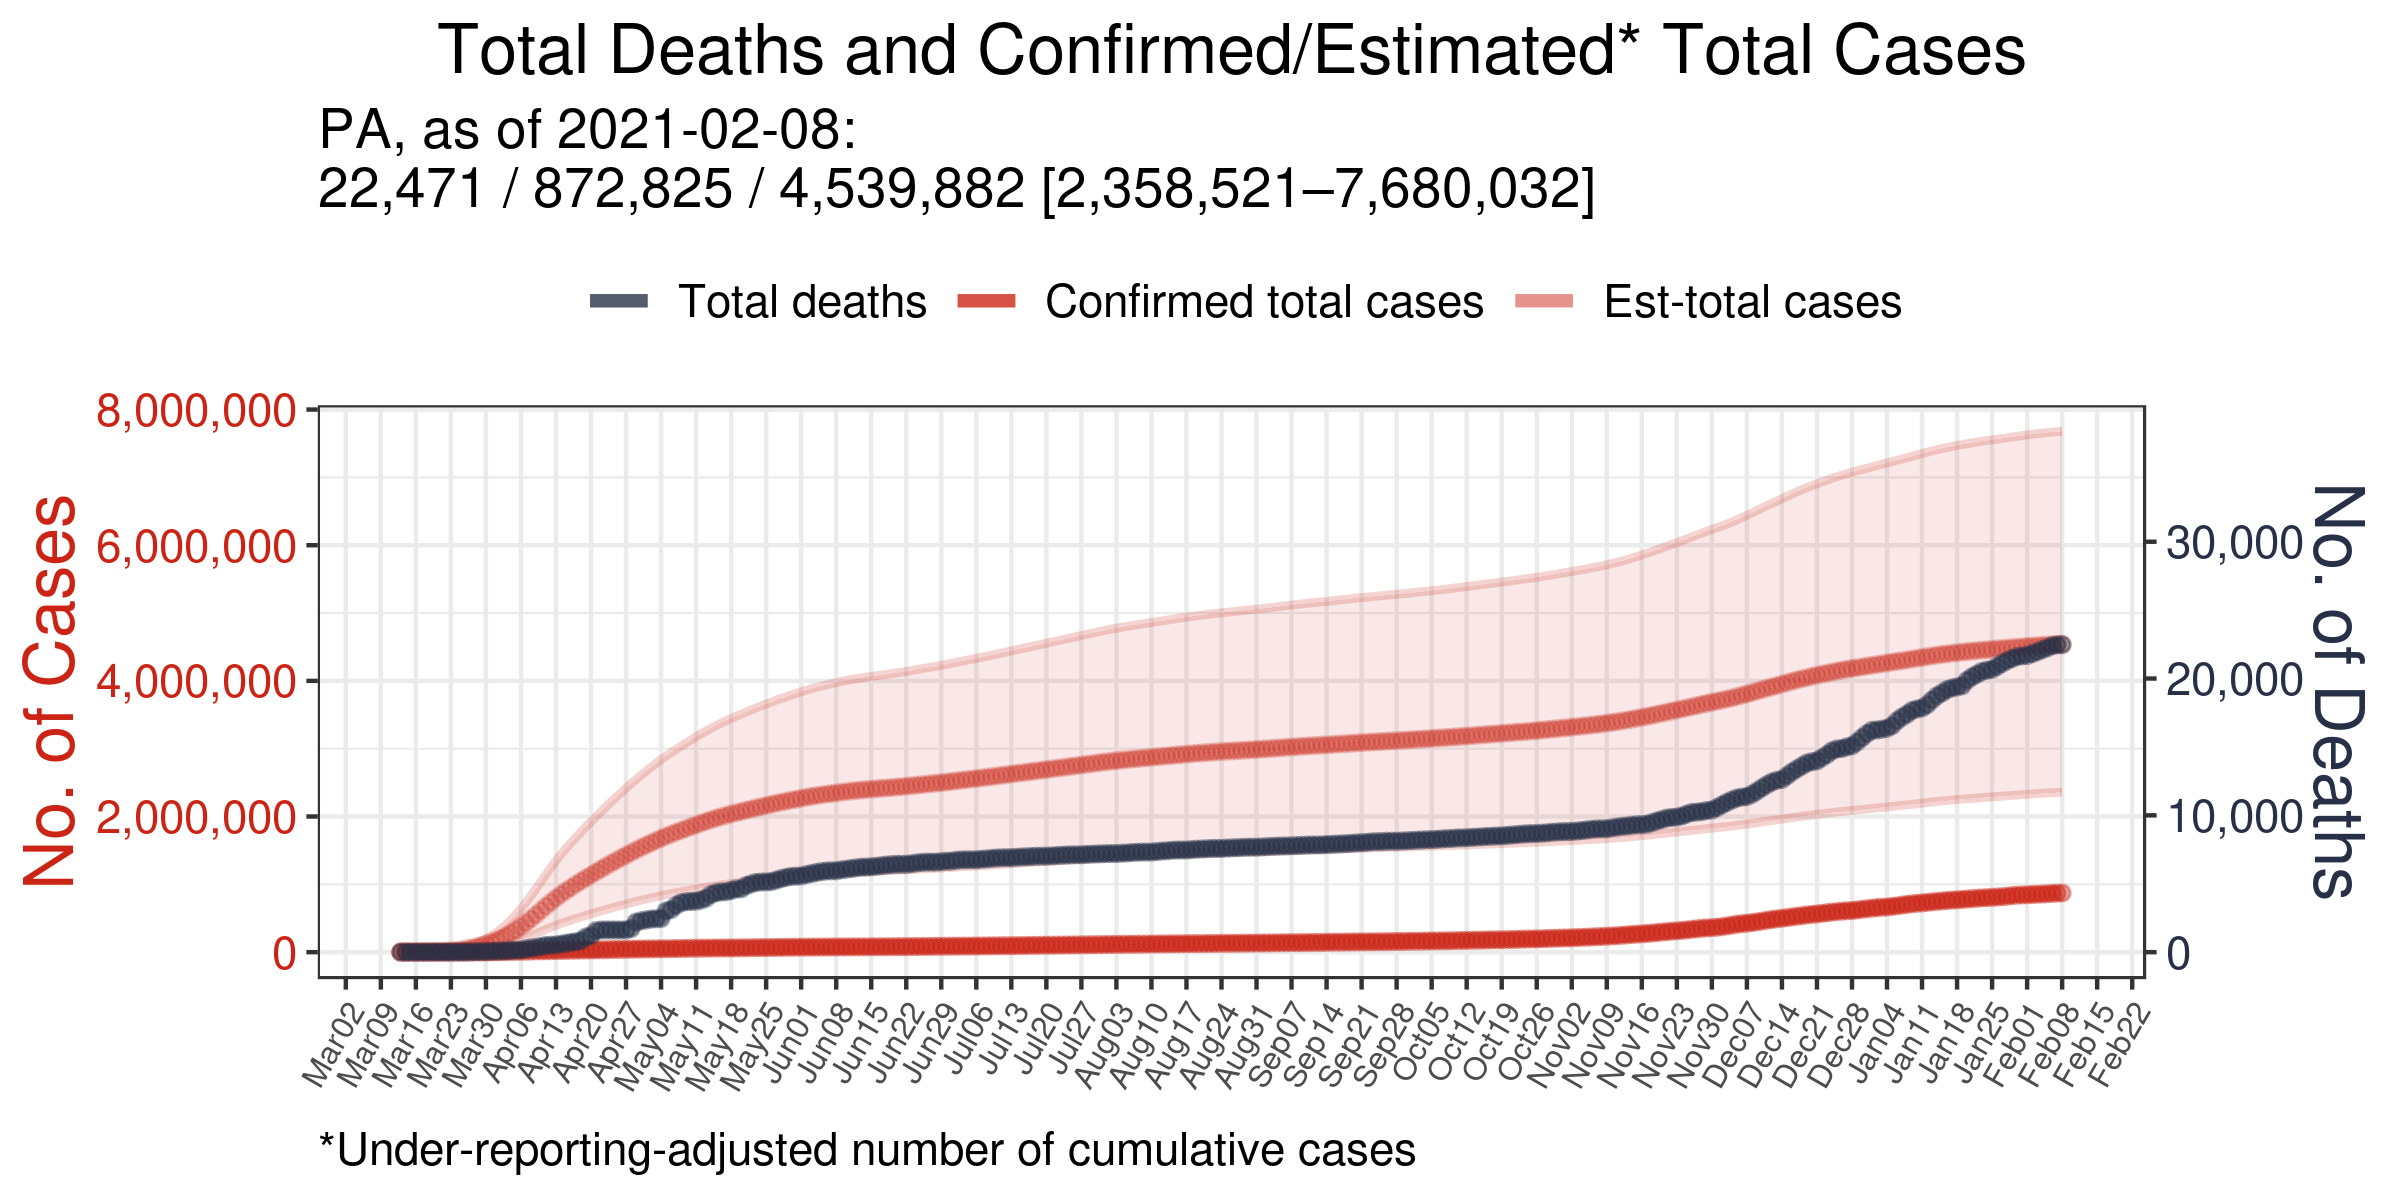 Total Deaths and Confirmed/Estimated* Total Cases
PA, as of 2021-02-08:
22,471 / 872,825 / 4,539,882 [2,358,521–7,680,032]
Total deaths
Confirmed total cases
Est-total cases
No. of Cases
8,000,000
6,000,000
4,000,000
2,000,000
0
30,000
20,000
10,000
0
No. of Deaths
Mar02
Mar09
Mar16
Mar23
Mar30
Apr06
Apr13
Apr20
Apr27
May04
May11
May18
May25
Jun01
Jun08
Jun15
Jun22
Jun29
Jul06
Jul13
Jul20
Jul27
Aug03
Aug10
Aug17
Aug24
Aug31
Sep07
Sep14
Sep21
Sep28
Oct05
Oct12
Oct19
Oct26
Nov02
Nov09
Nov16
Nov23
Nov30
Dec07
Dec14
Dec21
Dec28
Jan04
Jan11
Jan18
Jan25
Feb01
Feb08
Feb15
Feb22
*Under-reporting-adjusted number of cumulative cases